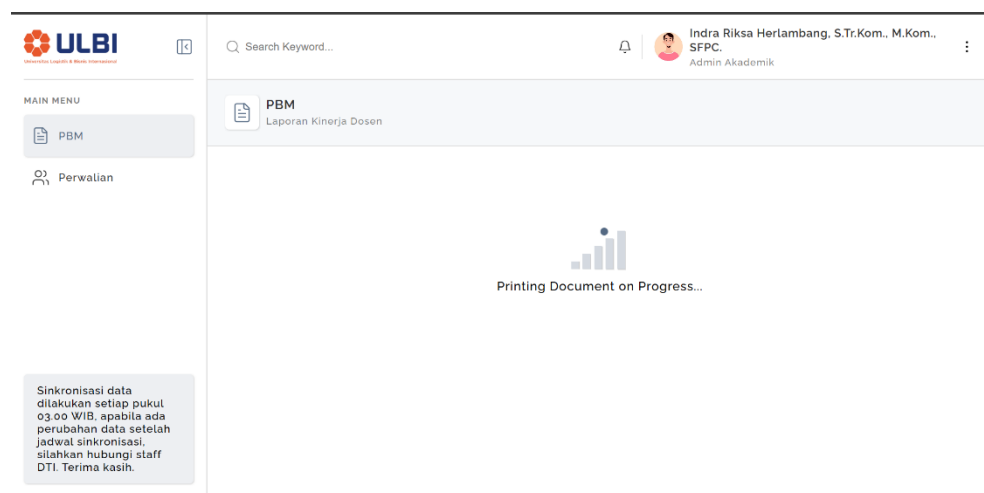 ULBI
Universitas Logistik & Bisnis Internasional
Search Keyword...
Indra Riksa Herlambang, S.Tr.Kom., M.Kom.,
SFPC.
Admin Akademik
MAIN MENU
PBM
Perwalian
PBM
Laporan Kinerja Dosen
Printing Document on Progress...
Sinkronisasi data
dilakukan setiap pukul
03.00 WIB, apabila ada
perubahan data setelah
jadwal sinkronisasi,
silahkan hubungi staff
DTI. Terima kasih.